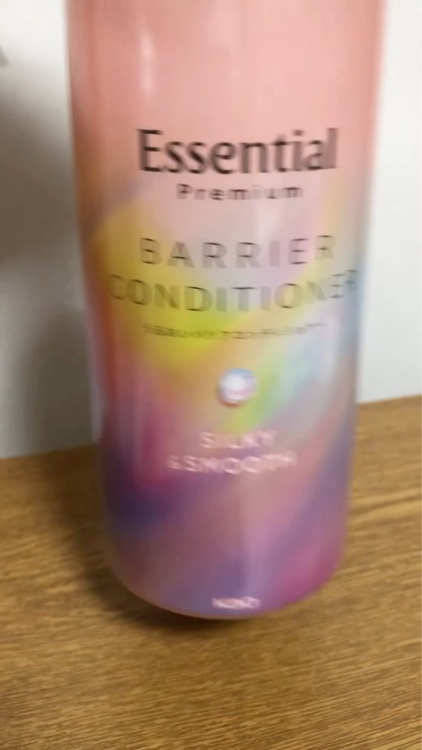 Essential
Premium
BARRIER
CONDITIONER
SILKY
&SMOOTH